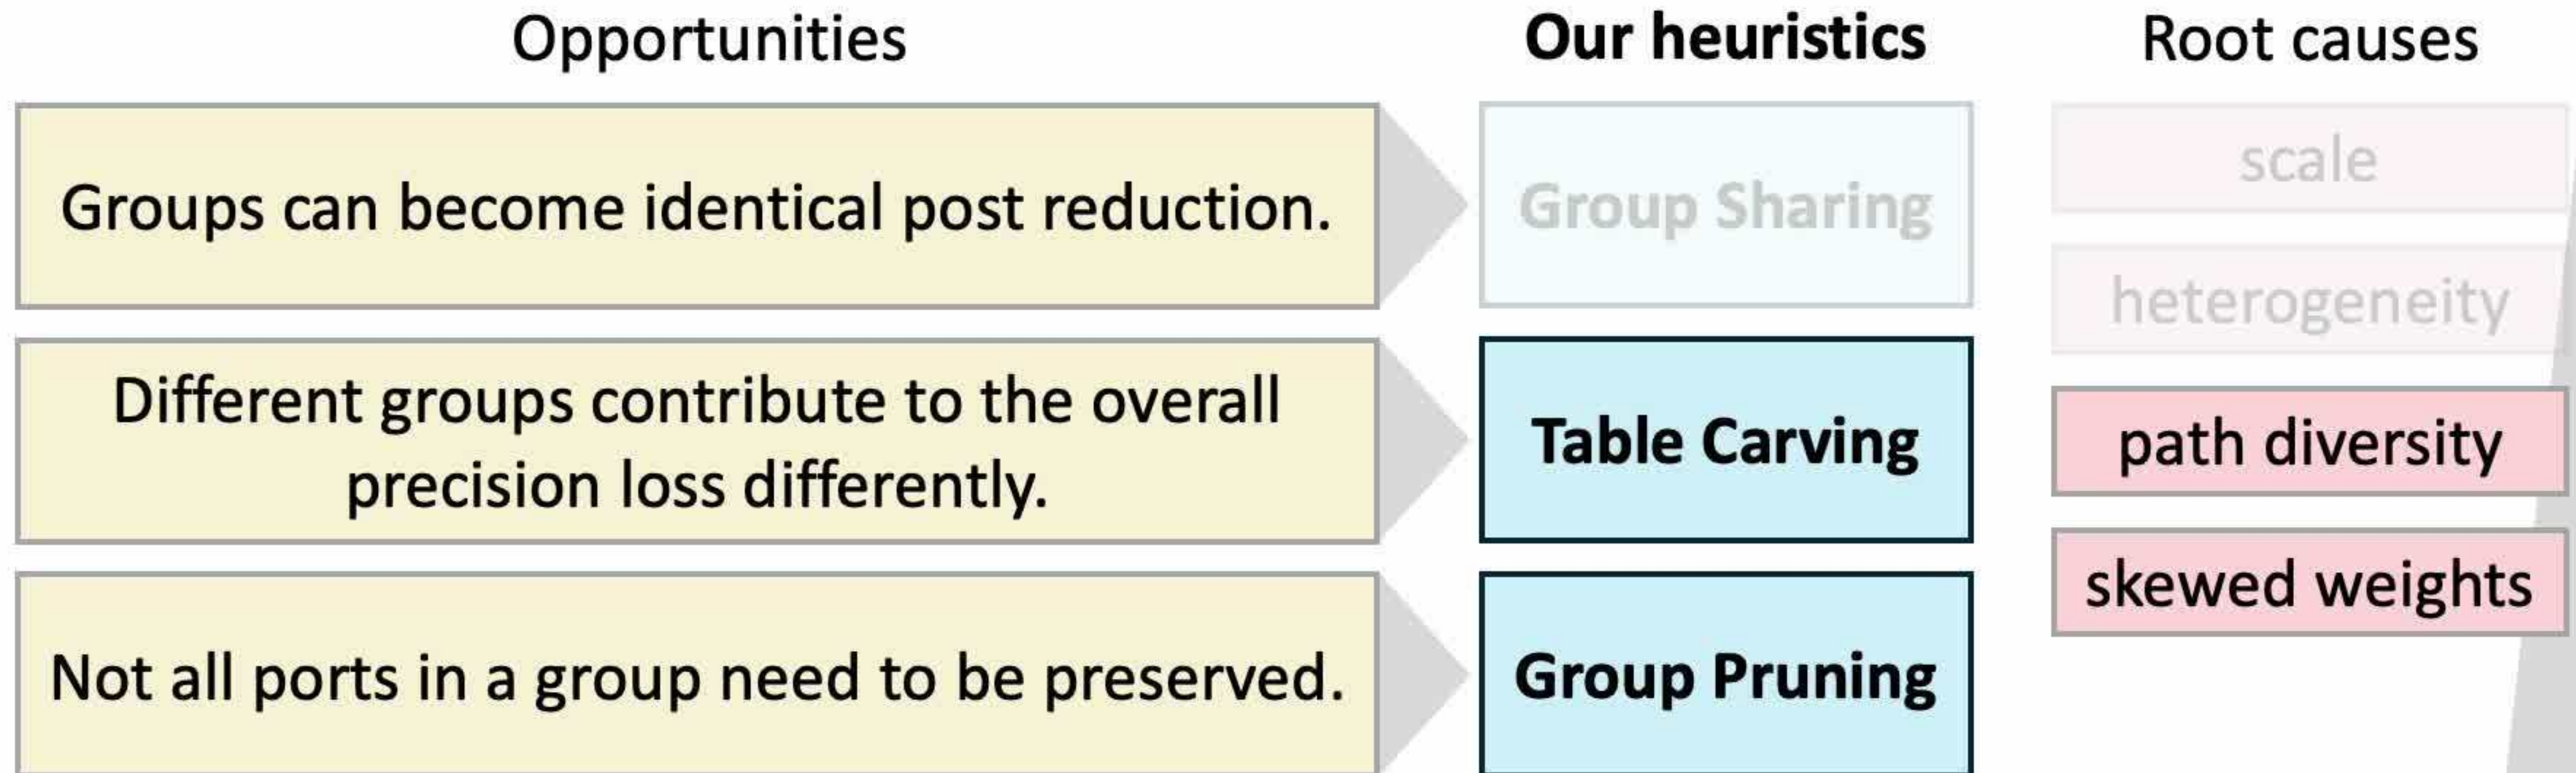 Opportunities
Our heuristics
Root causes
Groups can become identical post reduction.
Group Sharing
scale
heterogeneity
Different groups contribute to the overall
precision loss differently.
Table Carving
path diversity
skewed weights
Not all ports in a group need to be preserved.
Group Pruning